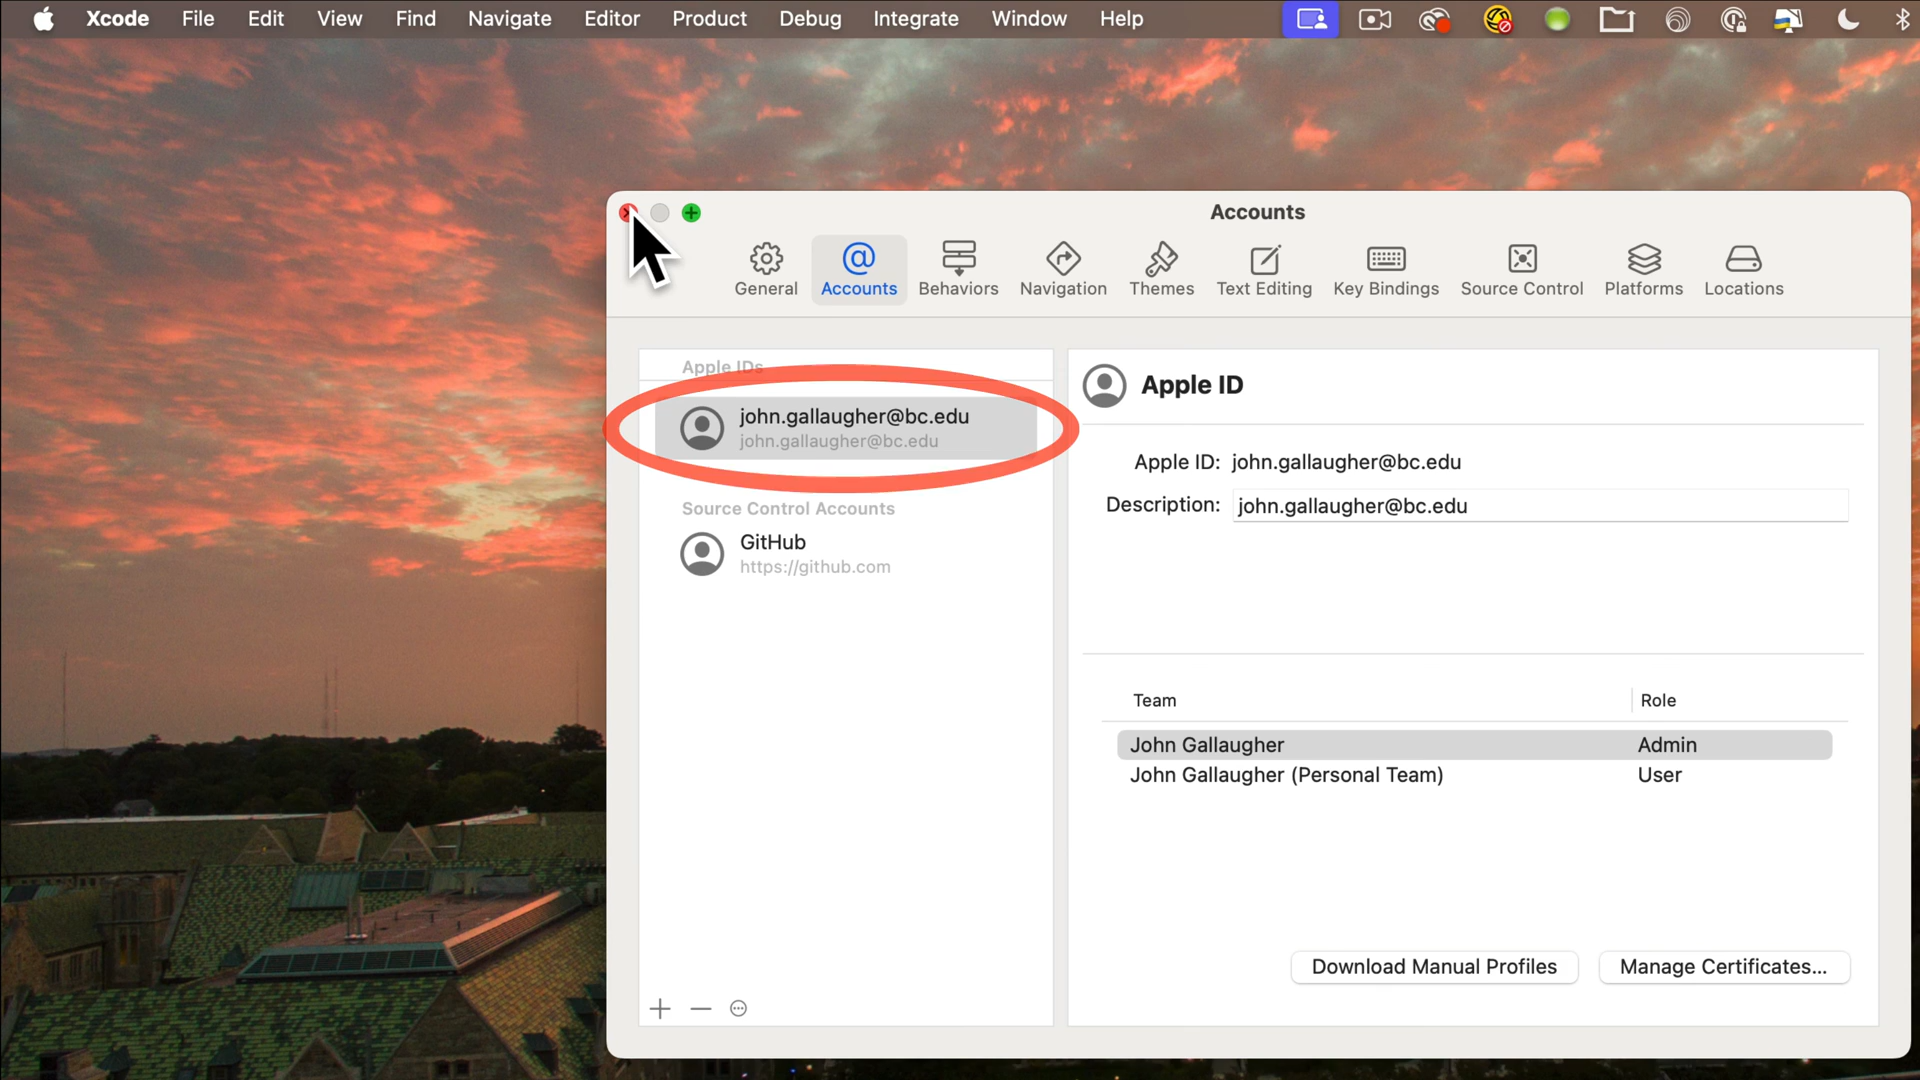 Xcode File Edit View Find Navigate Editor Product Debug Integrate Window Help
Accounts
General Accounts Behaviors Navigation Themes Text Editing Key Bindings Source Control Platforms Locations
Apple IDs
john.gallaugher@bc.edu
john.gallaugher@bc.edu
Source Control Accounts
GitHub
https://github.com
Apple ID
Apple ID: john.gallaugher@bc.edu
Description: john.gallaugher@bc.edu
Team Role
John Gallaugher Admin
John Gallaugher (Personal Team) User
Download Manual Profiles Manage Certificates...